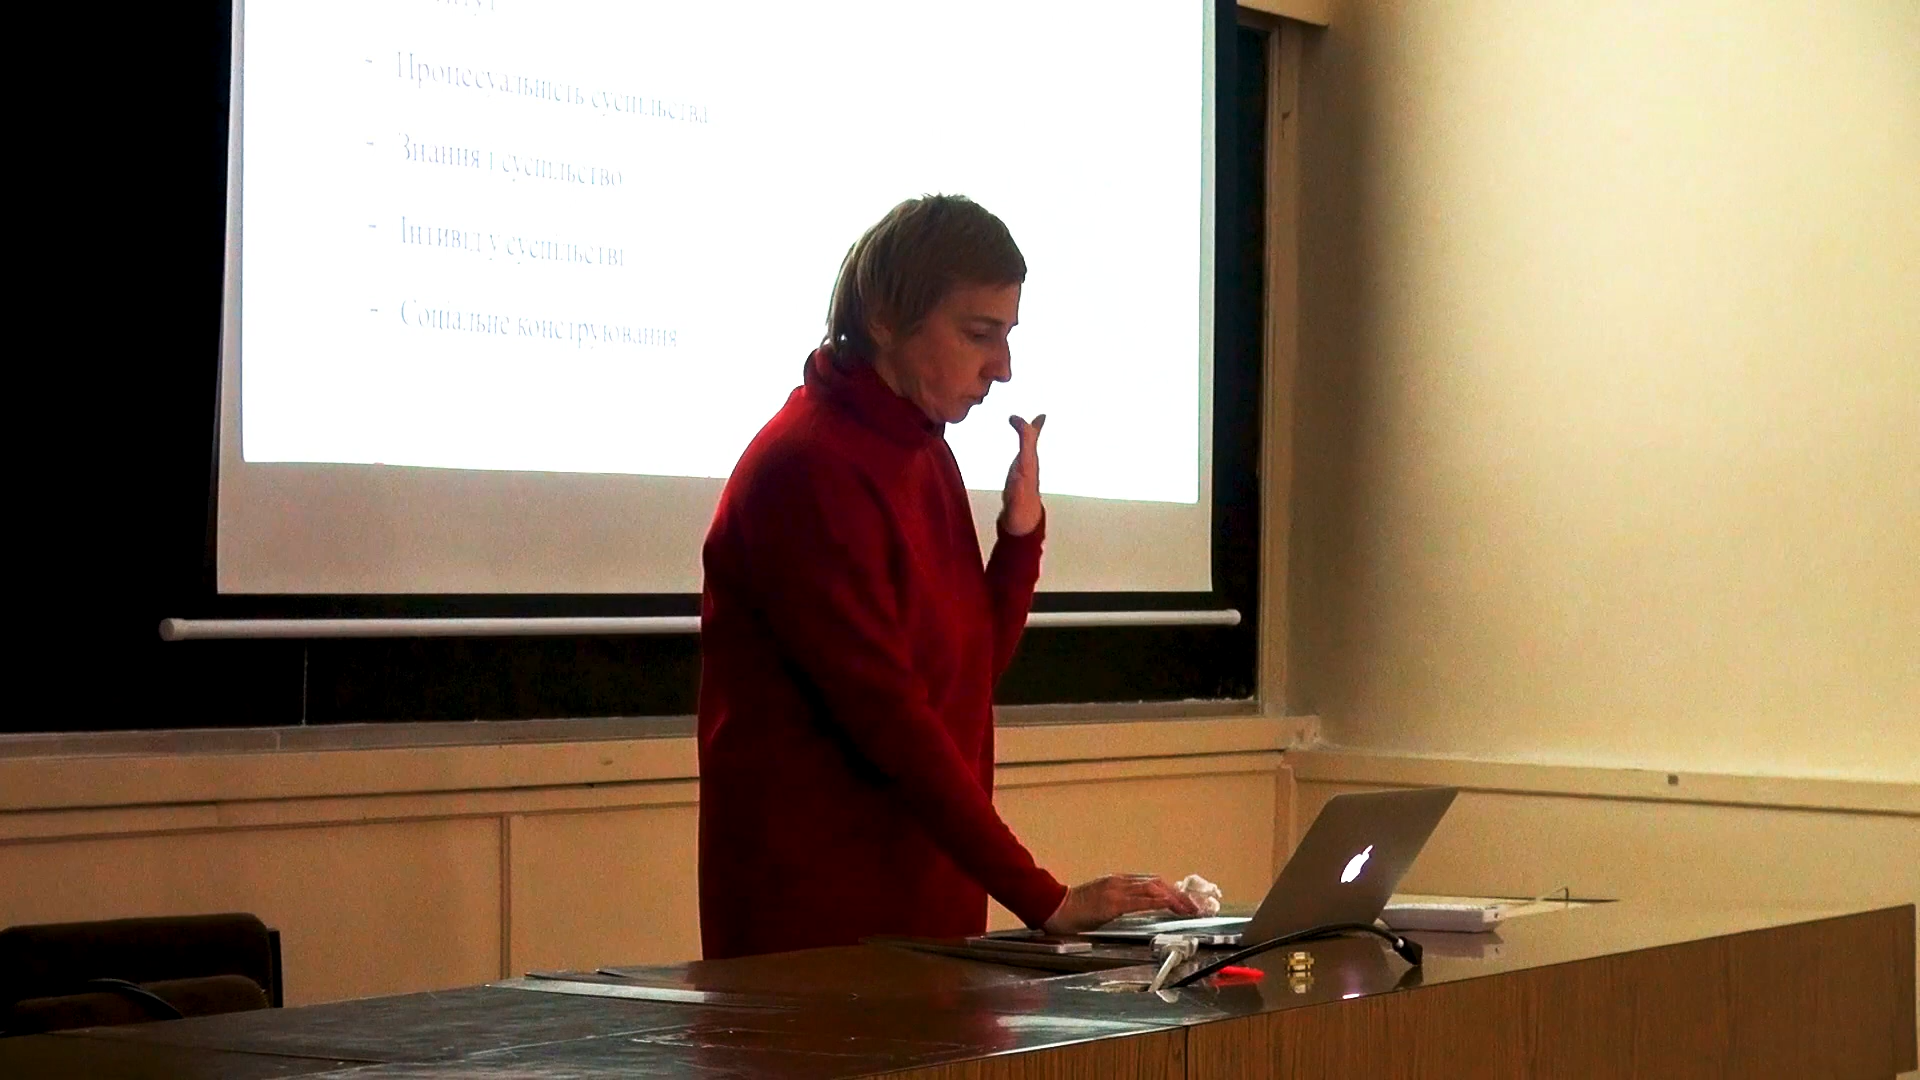 - Процесуальність суспільства
- Знання і суспільство
- Індивід у суспільстві
- Соціальне конструювання